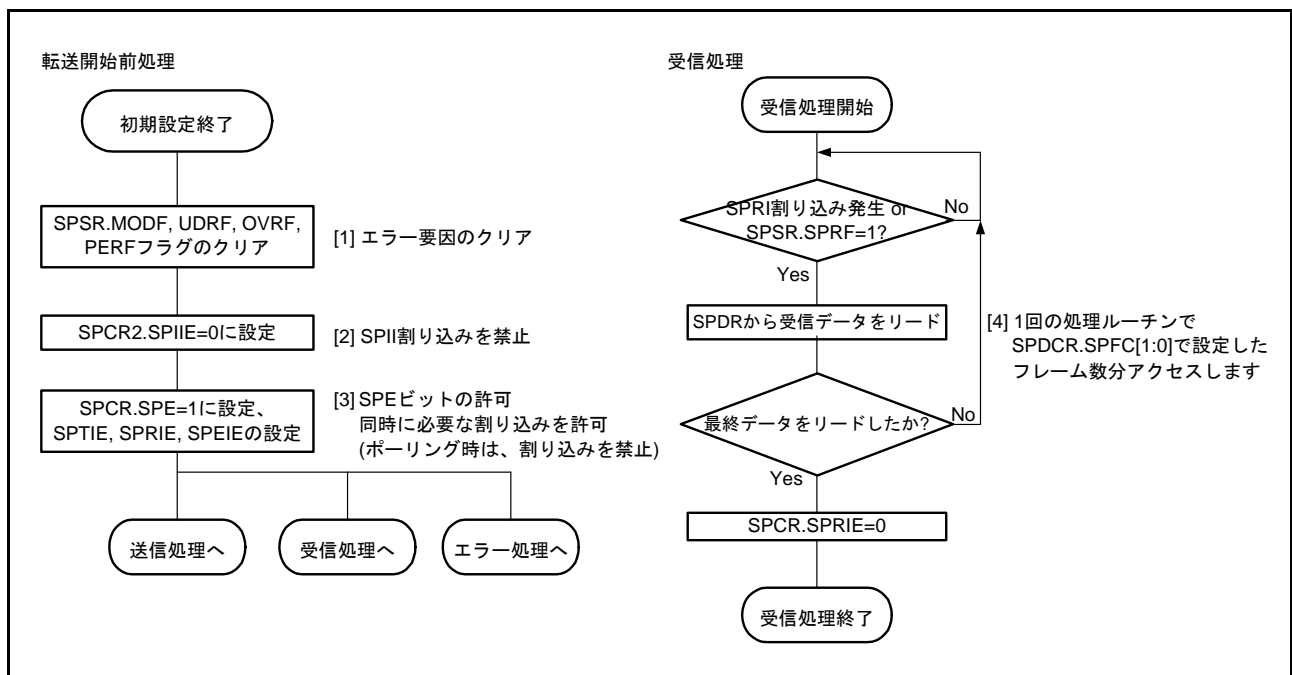 転送開始前処理
初期設定終了
SPSR.MODF, UDRF, OVRF,
PERFフラグのクリア
[1] エラー要因のクリア
SPCR2.SPIIE=0に設定
[2] SPII割り込みを禁止
SPCR.SPE=1に設定、
SPTIE, SPRIE, SPEIEの設定
[3] SPEビットの許可
同時に必要な割り込みを許可
(ポーリング時は、割り込みを禁止)
送信処理へ
受信処理へ
エラー処理へ
受信処理
受信処理開始
SPRI割り込み発生 or
SPSR.SPRF=1?
No
Yes
SPDRから受信データをリード
[4] 1回の処理ルーチンで
SPDCR.SPFC[1:0]で設定した
フレーム数分アクセスします
最終データをリードしたか?
No
Yes
SPCR.SPRIE=0
受信処理終了